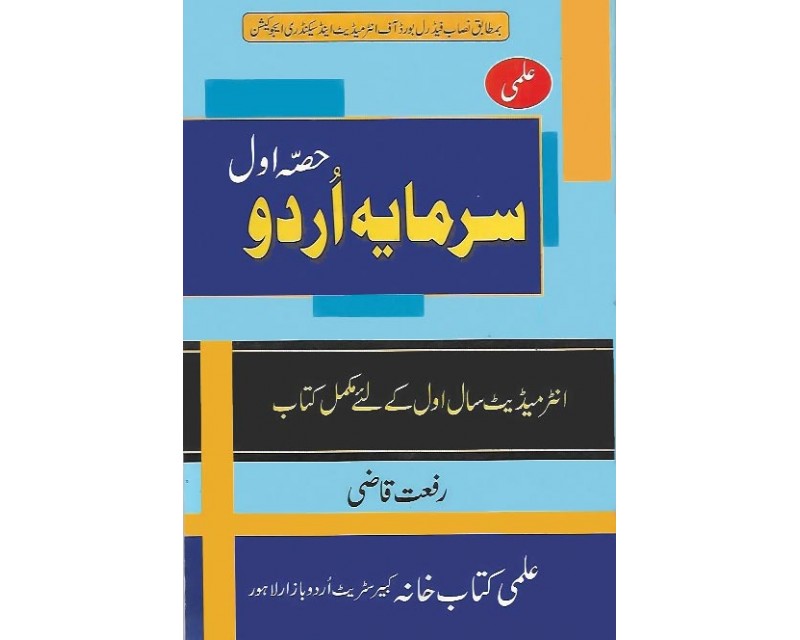 بمطابق نصاب فیڈرل بورڈ آف انٹرمیڈیٹ اینڈ سیکنڈری ایجوکیشن
علمی
حصّہ اول
سرمایہ اُردو
انٹرمیڈیٹ سال اول کے لئے مکمل کتاب
رفعت قاضی
علمی کتاب خانہ کبیر سٹریٹ اُردو بازار لاہور